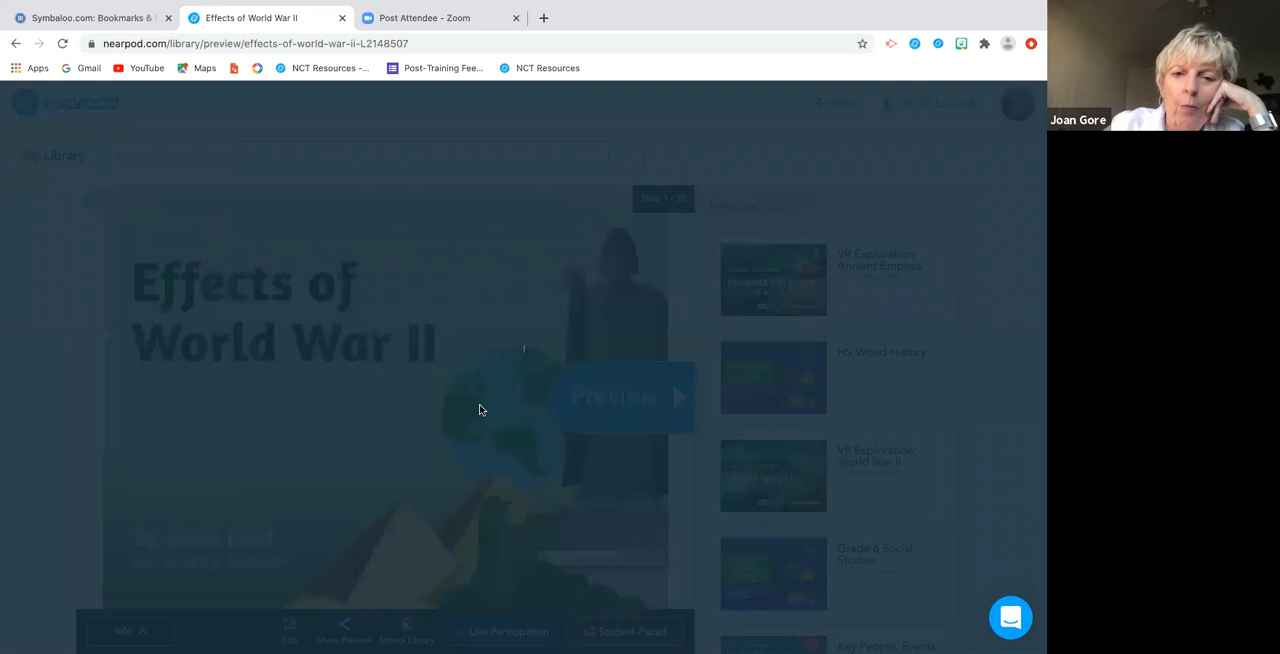 Symbaloo.com: Bookmarks &
Effects of World War II
Post Attendee - Zoom
nearpod.com/library/preview/effects-of-world-war-ii-L2148507
Apps
Gmail
YouTube
Maps
NCT Resources -...
Post-Training Fee...
NCT Resources
Joan Gore
nearpod
Launch
Library
Slide 1 / 28
Effects of
World War II
Preview
VR Exploration:
Ancient Empires
HS World History
VR Exploration:
World War II
Grade 6 Social
Studies
Key People, Events
Info
Edit
Share Preview
School Library
Live Participation
Student-Paced